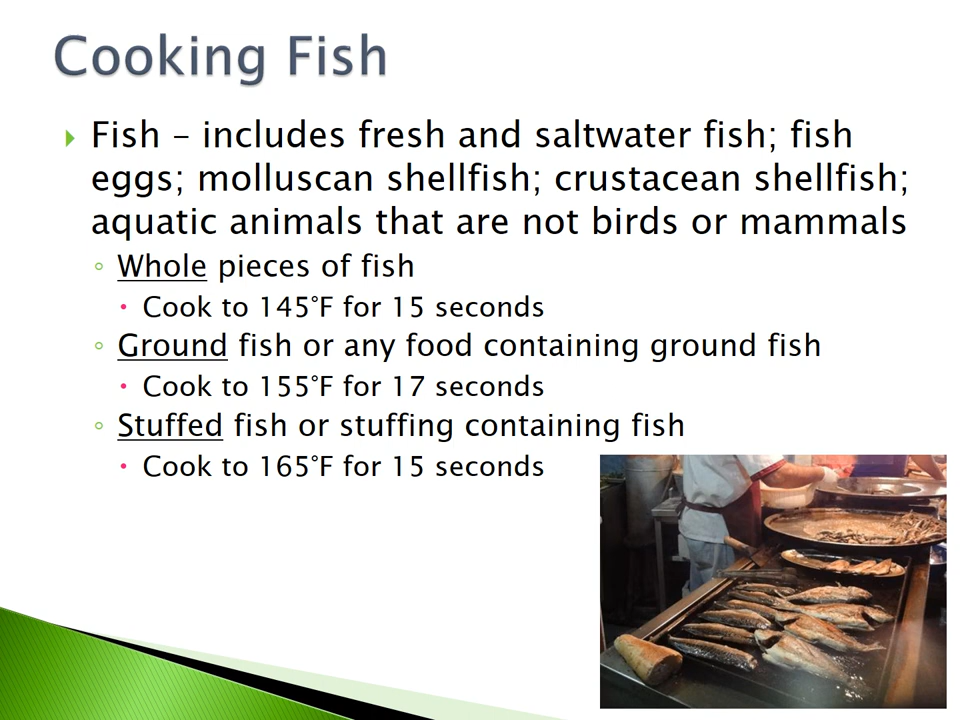 Cooking Fish
Fish – includes fresh and saltwater fish; fish
eggs; molluscan shellfish; crustacean shellfish;
aquatic animals that are not birds or mammals
Whole pieces of fish
Cook to 145°F for 15 seconds
Ground fish or any food containing ground fish
Cook to 155°F for 17 seconds
Stuffed fish or stuffing containing fish
Cook to 165°F for 15 seconds